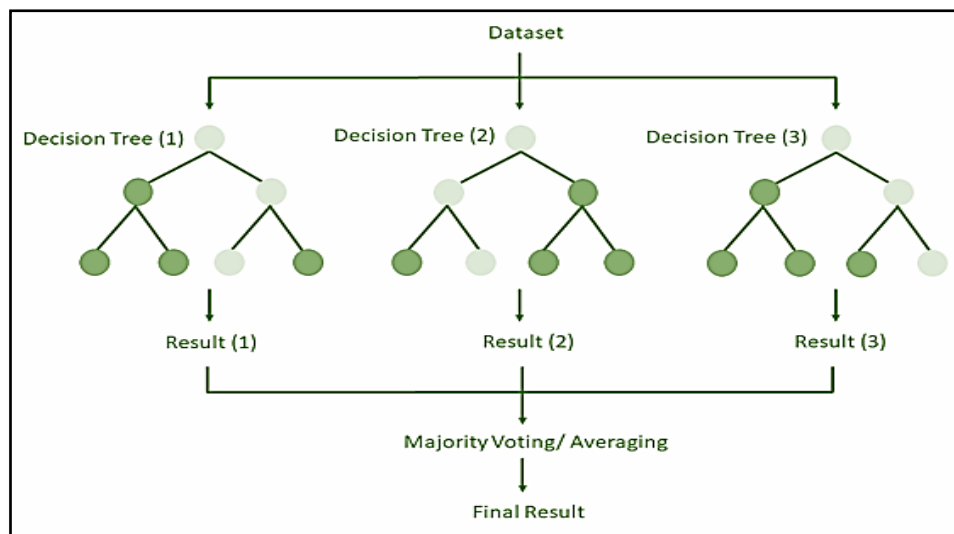 Dataset
Decision Tree (1)
Decision Tree (2)
Decision Tree (3)
Result (1)
Result (2)
Result (3)
Majority Voting/ Averaging
Final Result